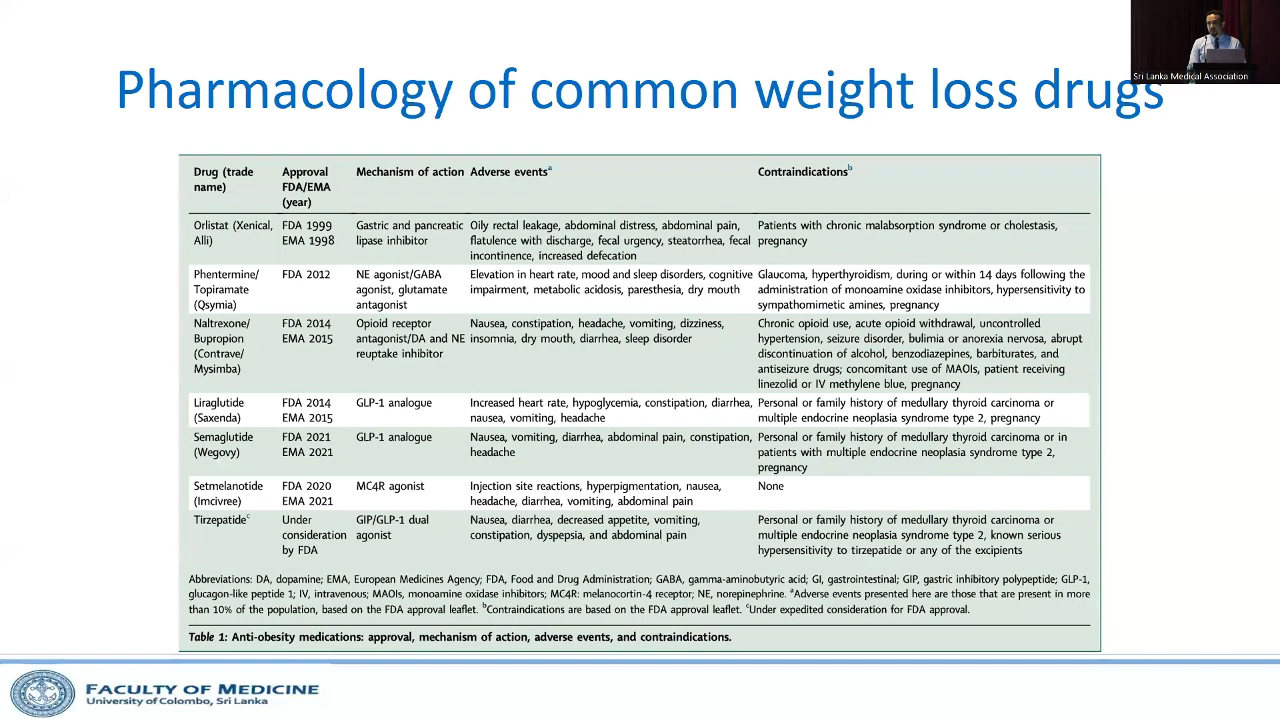 Sri Lanka Medical Association
Pharmacology of common weight loss drugs
Drug (trade name) Approval FDA/EMA (year) Mechanism of action Adverse eventsᵃ Contraindicationsᵇ
Orlistat (Xenical, FDA 1999 Gastric and pancreatic Oily rectal leakage, abdominal distress, abdominal pain, Patients with chronic malabsorption syndrome or cholestasis,
Alli) EMA 1998 lipase inhibitor flatulence with discharge, fecal urgency, steatorrhea, fecal pregnancy
incontinence, increased defecation
Phentermine/ FDA 2012 NE agonist/GABA Elevation in heart rate, mood and sleep disorders, cognitive Glaucoma, hyperthyroidism, during or within 14 days following the
Topiramate agonist, glutamate impairment, metabolic acidosis, paresthesia, dry mouth administration of monoamine oxidase inhibitors, hypersensitivity to
(Qsymia) antagonist sympathomimetic amines, pregnancy
Naltrexone/ FDA 2014 Opioid receptor Nausea, constipation, headache, vomiting, dizziness, Chronic opioid use, acute opioid withdrawal, uncontrolled
Bupropion EMA 2015 antagonist/DA and NE insomnia, dry mouth, diarrhea, sleep disorder hypertension, seizure disorder, bulimia or anorexia nervosa, abrupt
(Contrave/ reuptake inhibitor discontinuation of alcohol, benzodiazepines, barbiturates, and
Mysimba) antiseizure drugs; concomitant use of MAOIs, patient receiving
linezolid or IV methylene blue, pregnancy
Liraglutide FDA 2014 GLP-1 analogue Increased heart rate, hypoglycemia, constipation, diarrhea, Personal or family history of medullary thyroid carcinoma or
(Saxenda) EMA 2015 nausea, vomiting, headache multiple endocrine neoplasia syndrome type 2, pregnancy
Semaglutide FDA 2021 GLP-1 analogue Nausea, vomiting, diarrhea, abdominal pain, constipation, Personal or family history of medullary thyroid carcinoma or in
(Wegovy) EMA 2021 headache patients with multiple endocrine neoplasia syndrome type 2,
pregnancy
Setmelanotide FDA 2020 MC4R agonist Injection site reactions, hyperpigmentation, nausea, None
(Imcivree) EMA 2021 headache, diarrhea, vomiting, abdominal pain
Tirzepatideᶜ Under GIP/GLP-1 dual Nausea, diarrhea, decreased appetite, vomiting, Personal or family history of medullary thyroid carcinoma or
consideration agonist constipation, dyspepsia, and abdominal pain multiple endocrine neoplasia syndrome type 2, known serious
by FDA hypersensitivity to tirzepatide or any of the excipients
Abbreviations: DA, dopamine; EMA, European Medicines Agency; FDA, Food and Drug Administration; GABA, gamma-aminobutyric acid; GI, gastrointestinal; GIP, gastric inhibitory polypeptide; GLP-1,
glucagon-like peptide 1; IV, intravenous; MAOIs, monoamine oxidase inhibitors; MC4R: melanocortin-4 receptor; NE, norepinephrine. ᵃAdverse events presented here are those that are present in more
than 10% of the population, based on the FDA approval leaflet. ᵇContraindications are based on the FDA approval leaflet. ᶜUnder expedited consideration for FDA approval.
Table 1: Anti-obesity medications: approval, mechanism of action, adverse events, and contraindications.
FACULTY OF MEDICINE
University of Colombo, Sri Lanka